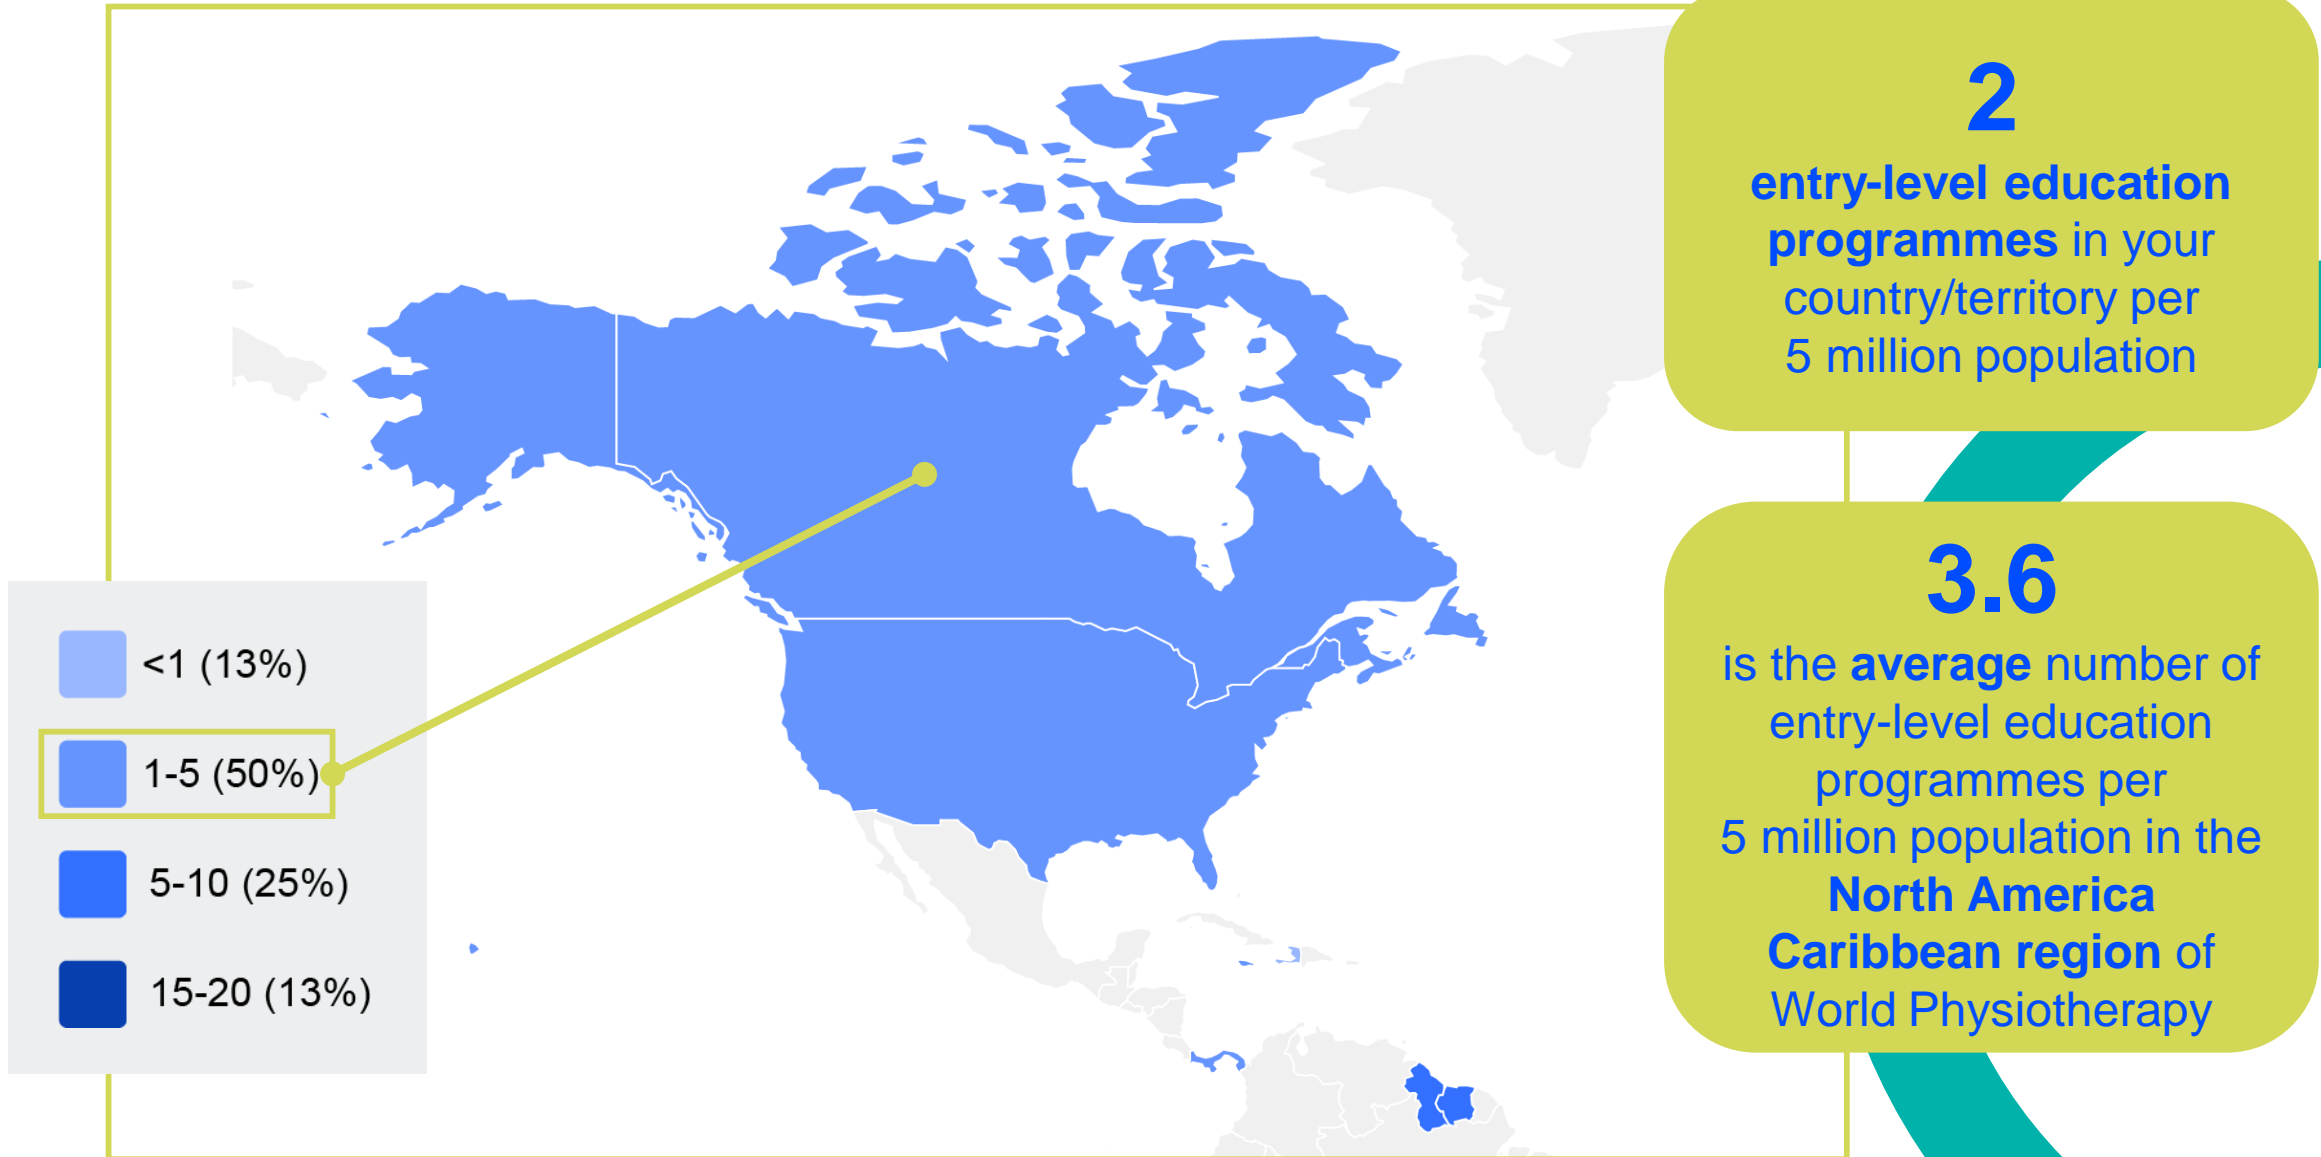 2
entry-level education
programmes in your
country/territory per
5 million population
<1 (13%)
1-5 (50%)
5-10 (25%)
15-20 (13%)
3.6
is the average number of
entry-level education
programmes per
5 million population in the
North America
Caribbean region of
World Physiotherapy